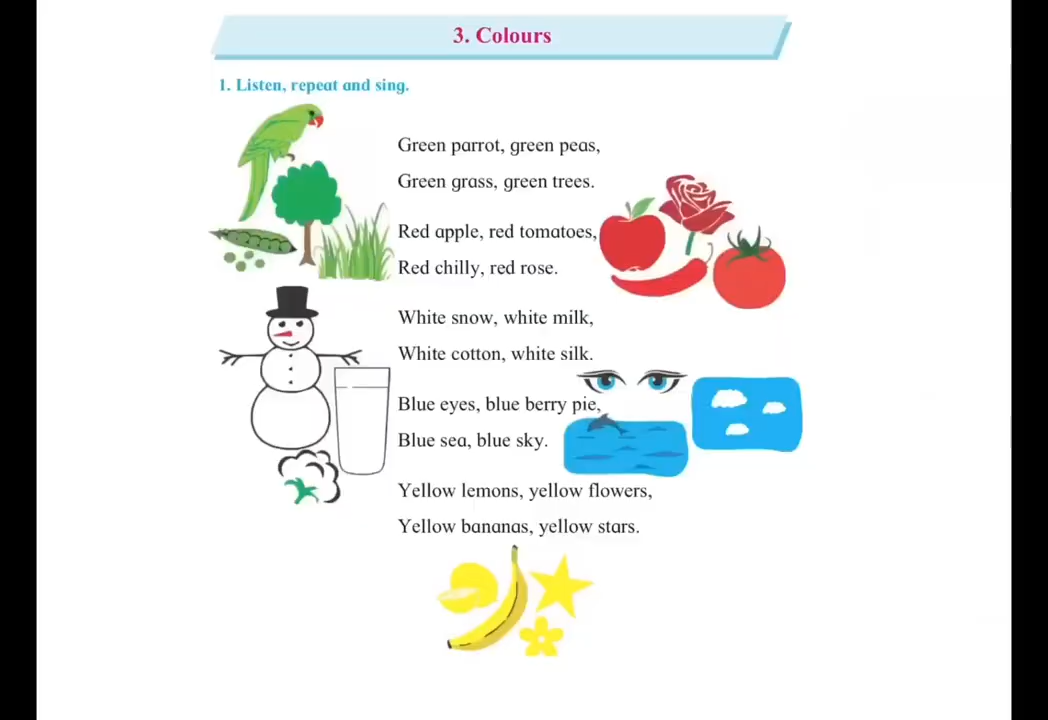 3. Colours
1. Listen, repeat and sing.
Green parrot, green peas,
Green grass, green trees.
Red apple, red tomatoes,
Red chilly, red rose.
White snow, white milk,
White cotton, white silk.
Blue eyes, blue berry pie,
Blue sea, blue sky.
Yellow lemons, yellow flowers,
Yellow bananas, yellow stars.